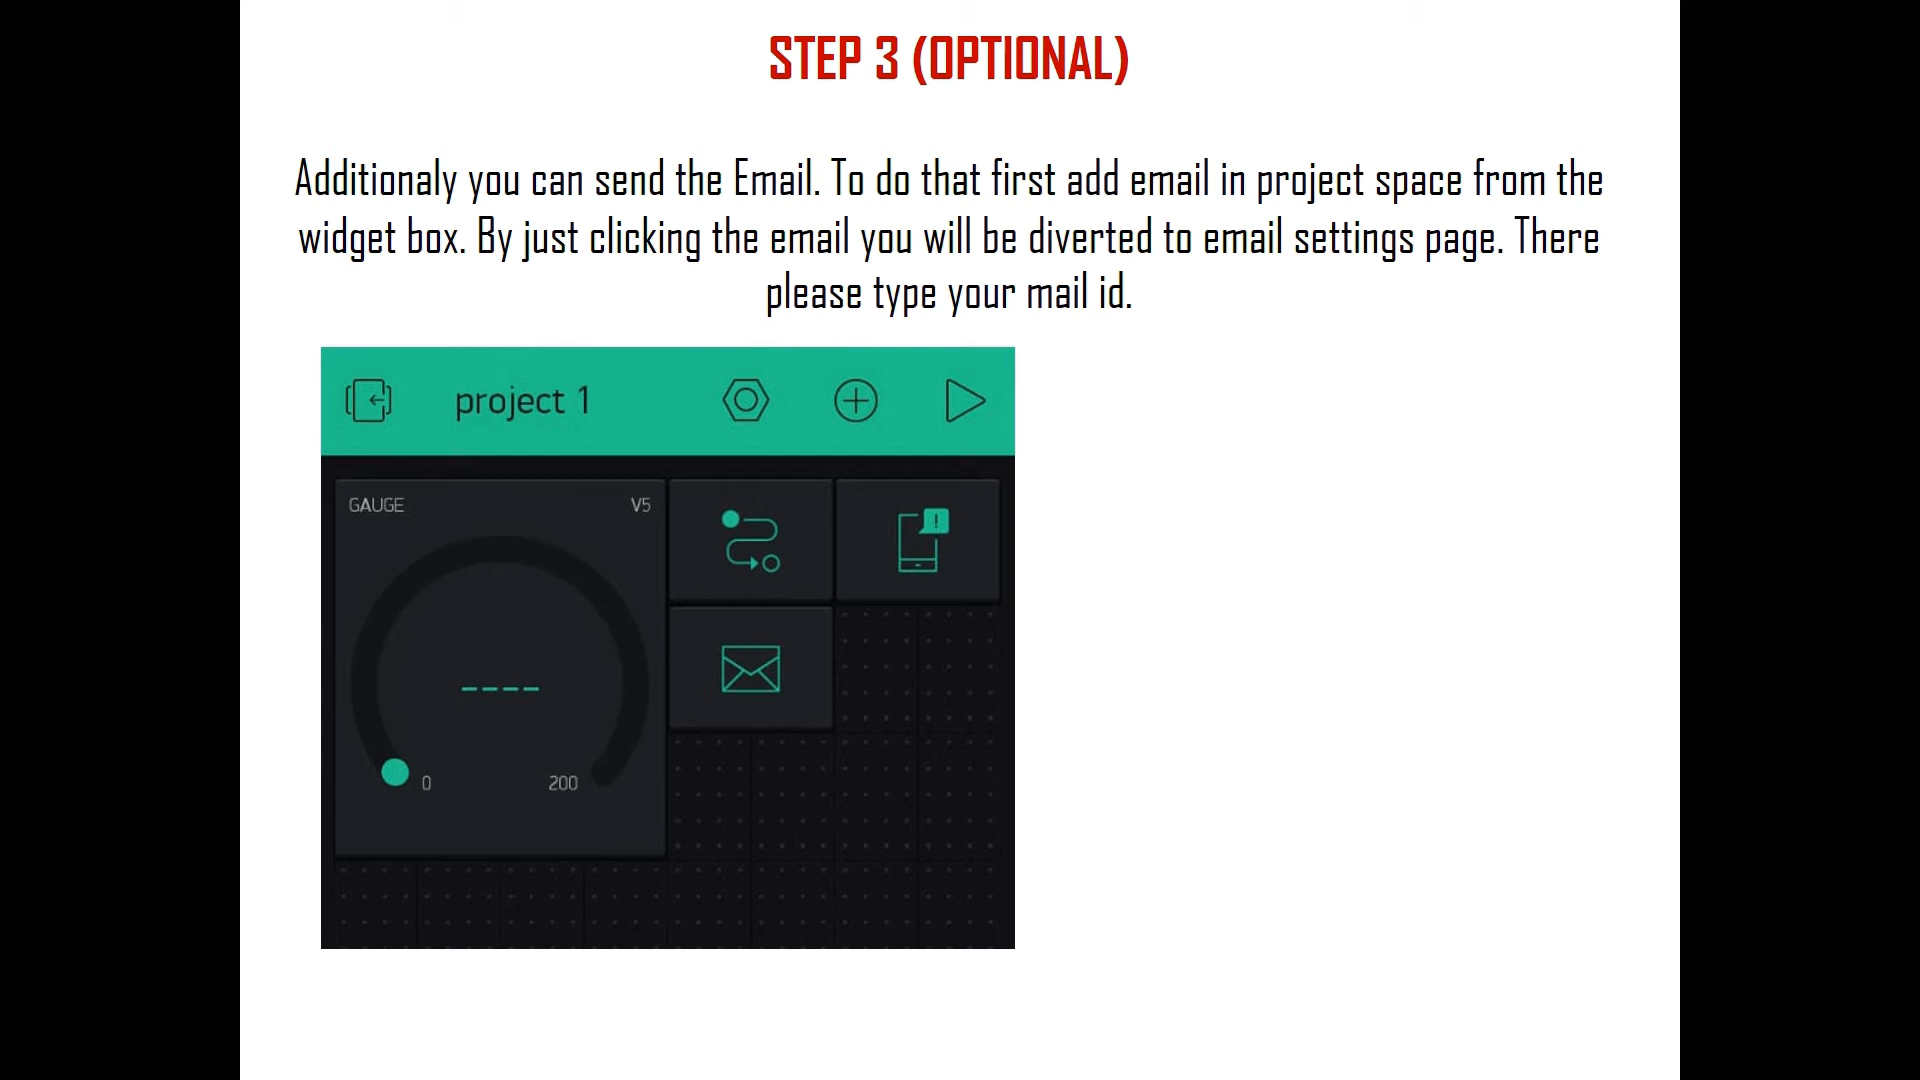 STEP 3 (OPTIONAL)
Additionaly you can send the Email. To do that first add email in project space from the
widget box. By just clicking the email you will be diverted to email settings page. There
please type your mail id.
project 1
GAUGE V5
0 200